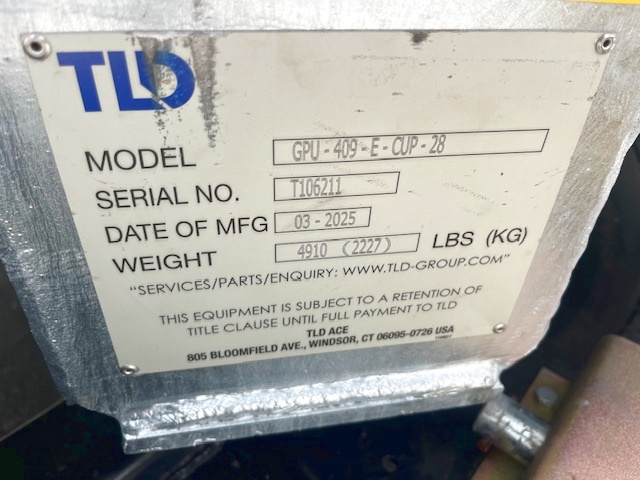 TLD
MODEL GPU - 409 - E - CUP - 28
SERIAL NO. T106211
DATE OF MFG 03 - 2025
WEIGHT 4910 (2227) LBS (KG)
"SERVICES/PARTS/ENQUIRY: WWW.TLD-GROUP.COM"
THIS EQUIPMENT IS SUBJECT TO A RETENTION OF
TITLE CLAUSE UNTIL FULL PAYMENT TO TLD
TLD ACE
805 BLOOMFIELD AVE., WINDSOR, CT 06095-0726 USA